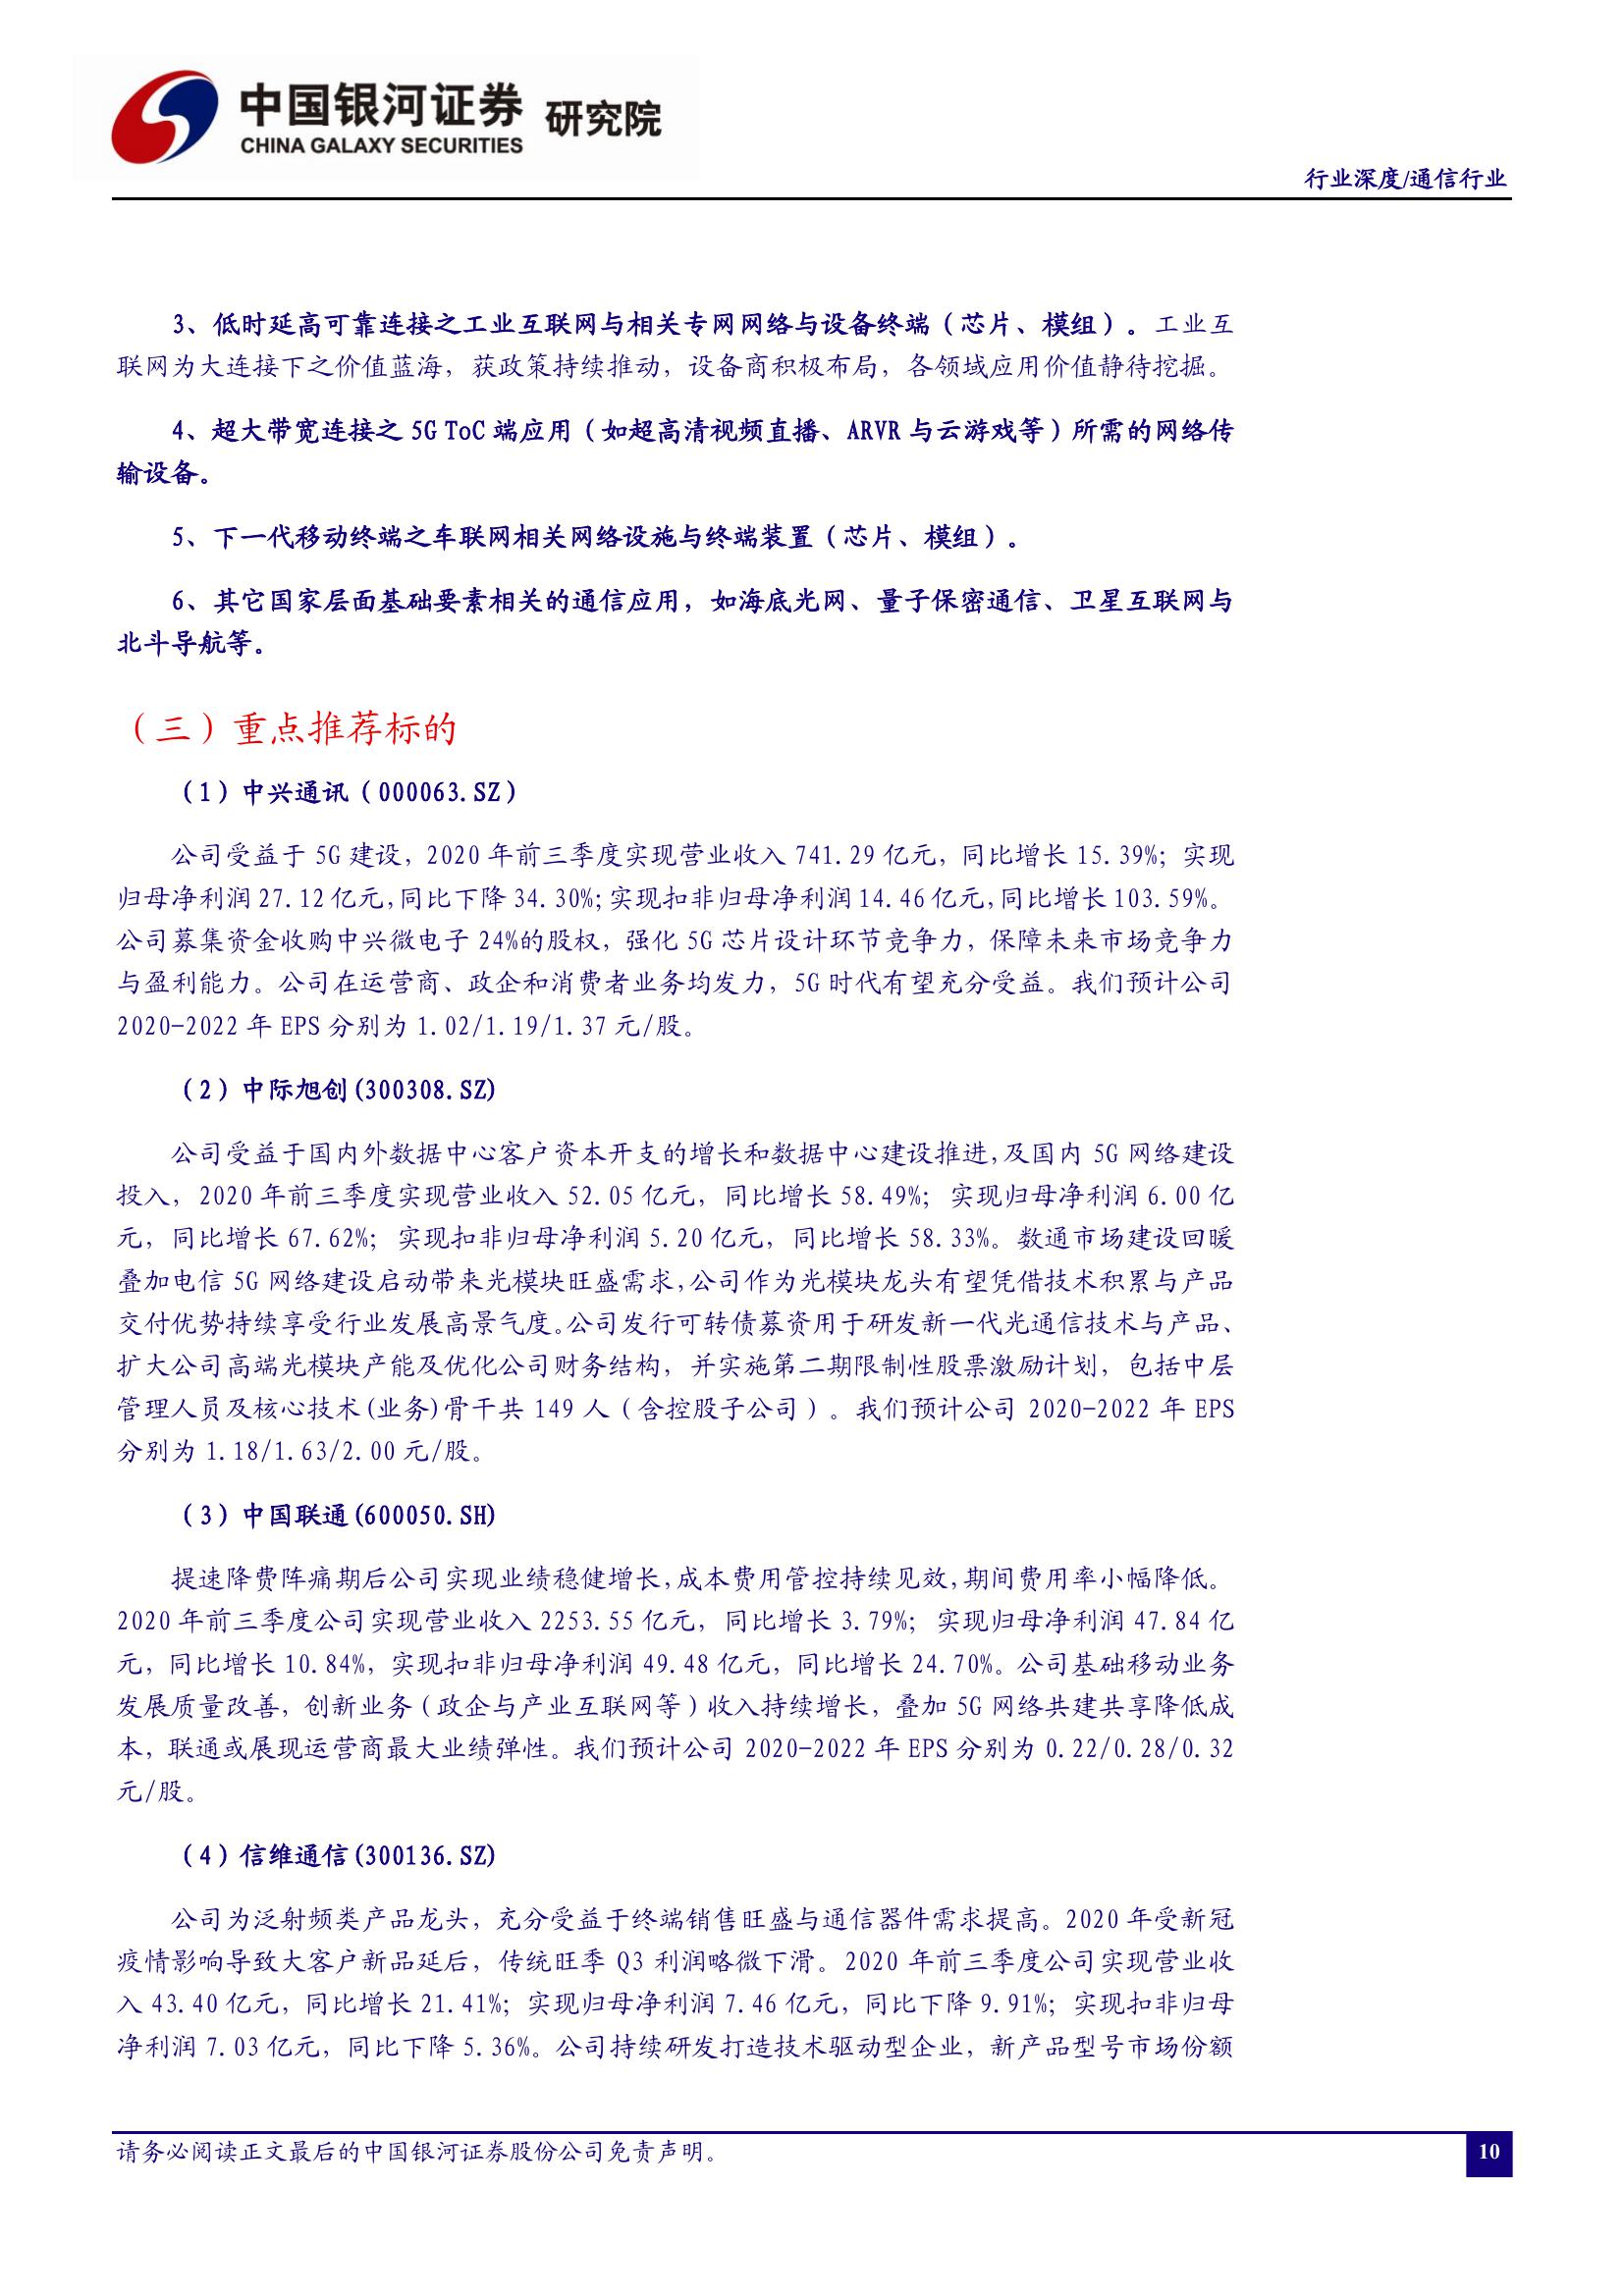 中国银河证券 研究院
CHINA GALAXY SECURITIES
行业深度/通信行业
3、低时延高可靠连接之工业互联网与相关专网网络与设备终端（芯片、模组）。工业互
联网为大连接下之价值蓝海，获政策持续推动，设备商积极布局，各领域应用价值静待挖掘。
4、超大带宽连接之 5G ToC 端应用（如超高清视频直播、ARVR 与云游戏等）所需的网络传
输设备。
5、下一代移动终端之车联网相关网络设施与终端装置（芯片、模组）。
6、其它国家层面基础要素相关的通信应用，如海底光网、量子保密通信、卫星互联网与
北斗导航等。
（三）重点推荐标的
（1）中兴通讯（000063.SZ）
公司受益于 5G 建设，2020 年前三季度实现营业收入 741.29 亿元，同比增长 15.39%；实现
归母净利润 27.12 亿元,同比下降 34.30%;实现扣非归母净利润 14.46 亿元,同比增长 103.59%。
公司募集资金收购中兴微电子 24%的股权，强化 5G 芯片设计环节竞争力，保障未来市场竞争力
与盈利能力。公司在运营商、政企和消费者业务均发力，5G 时代有望充分受益。我们预计公司
2020-2022 年 EPS 分别为 1.02/1.19/1.37 元/股。
（2）中际旭创(300308.SZ)
公司受益于国内外数据中心客户资本开支的增长和数据中心建设推进,及国内 5G 网络建设
投入，2020 年前三季度实现营业收入 52.05 亿元，同比增长 58.49%；实现归母净利润 6.00 亿
元，同比增长 67.62%；实现扣非归母净利润 5.20 亿元，同比增长 58.33%。数通市场建设回暖
叠加电信 5G 网络建设启动带来光模块旺盛需求,公司作为光模块龙头有望凭借技术积累与产品
交付优势持续享受行业发展高景气度。公司发行可转债募资用于研发新一代光通信技术与产品、
扩大公司高端光模块产能及优化公司财务结构，并实施第二期限制性股票激励计划，包括中层
管理人员及核心技术(业务)骨干共 149 人（含控股子公司）。我们预计公司 2020-2022 年 EPS
分别为 1.18/1.63/2.00 元/股。
（3）中国联通(600050.SH)
提速降费阵痛期后公司实现业绩稳健增长,成本费用管控持续见效,期间费用率小幅降低。
2020 年前三季度公司实现营业收入 2253.55 亿元，同比增长 3.79%；实现归母净利润 47.84 亿
元，同比增长 10.84%，实现扣非归母净利润 49.48 亿元，同比增长 24.70%。公司基础移动业务
发展质量改善，创新业务（政企与产业互联网等）收入持续增长，叠加 5G 网络共建共享降低成
本，联通或展现运营商最大业绩弹性。我们预计公司 2020-2022 年 EPS 分别为 0.22/0.28/0.32
元/股。
（4）信维通信(300136.SZ)
公司为泛射频类产品龙头，充分受益于终端销售旺盛与通信器件需求提高。2020 年受新冠
疫情影响导致大客户新品延后，传统旺季 Q3 利润略微下滑。2020 年前三季度公司实现营业收
入 43.40 亿元，同比增长 21.41%；实现归母净利润 7.46 亿元，同比下降 9.91%；实现扣非归母
净利润 7.03 亿元，同比下降 5.36%。公司持续研发打造技术驱动型企业，新产品型号市场份额
请务必阅读正文最后的中国银河证券股份公司免责声明。
10